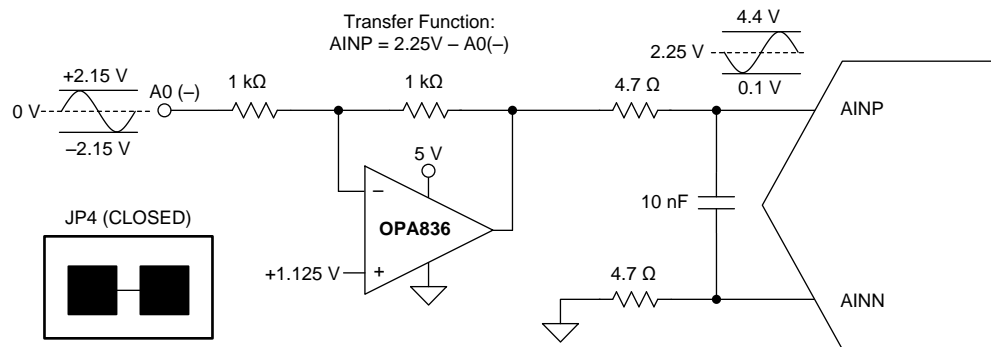 Transfer Function:
AINP = 2.25V – A0(–)
4.4 V
2.25 V
0.1 V
+2.15 V
0 V
–2.15 V
A0 (–)
1 kΩ
1 kΩ
4.7 Ω
AINP
5 V
–
OPA836
+
+1.125 V
10 nF
JP4 (CLOSED)
4.7 Ω
AINN